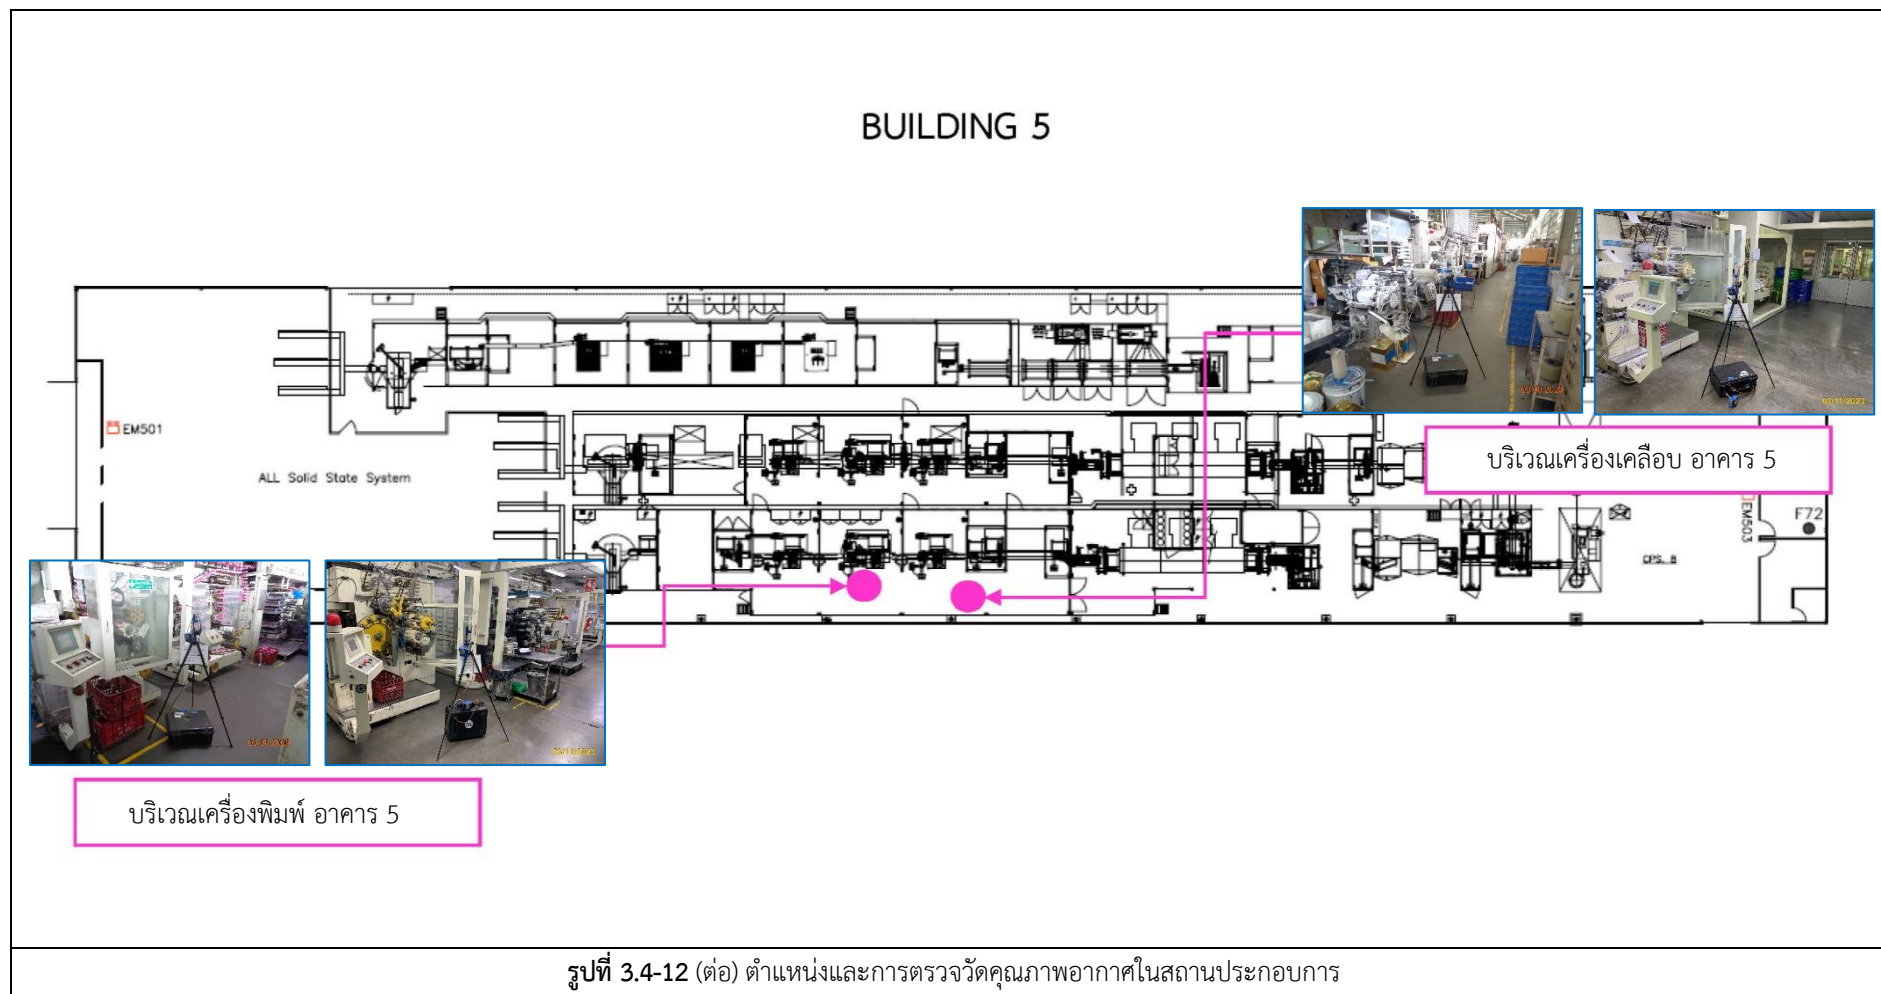 BUILDING 5
บริเวณเครื่องเคลือบ อาคาร 5
EM501
ALL Solid State System
EM503
F72
CPS. 8
บริเวณเครื่องพิมพ์ อาคาร 5
03/11/2023
รูปที่ 3.4-12 (ต่อ) ตำแหน่งและการตรวจวัดคุณภาพอากาศในสถานประกอบการ